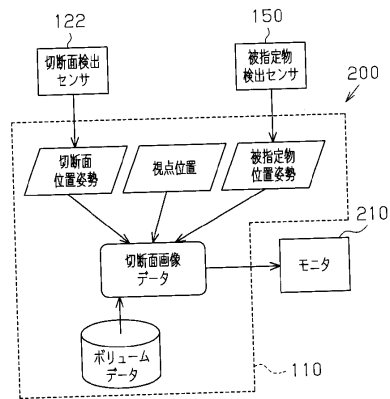 122
切断面検出
センサ
150
被指定物
検出センサ
200
切断面
位置姿勢
視点位置
被指定物
位置姿勢
210
切断面画像
データ
モニタ
ボリューム
データ
110